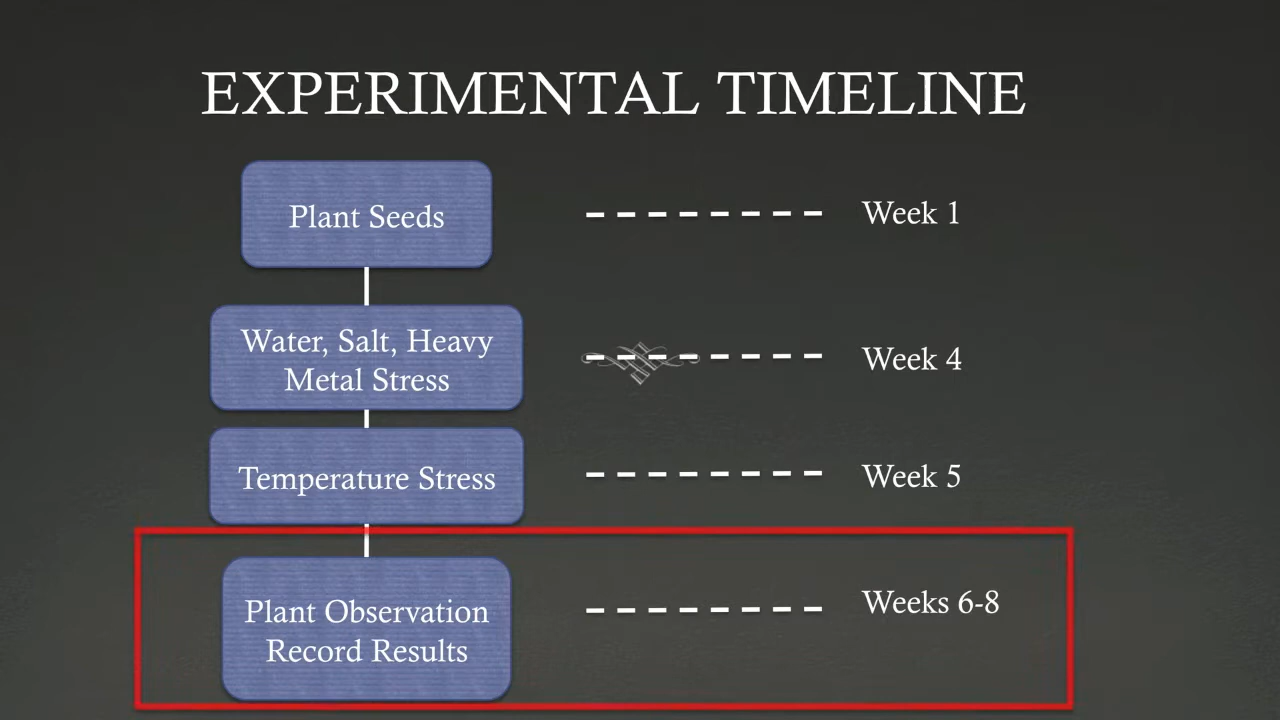 EXPERIMENTAL TIMELINE
Plant Seeds
Week 1
Water, Salt, Heavy
Metal Stress
Week 4
Temperature Stress
Week 5
Plant Observation
Record Results
Weeks 6-8